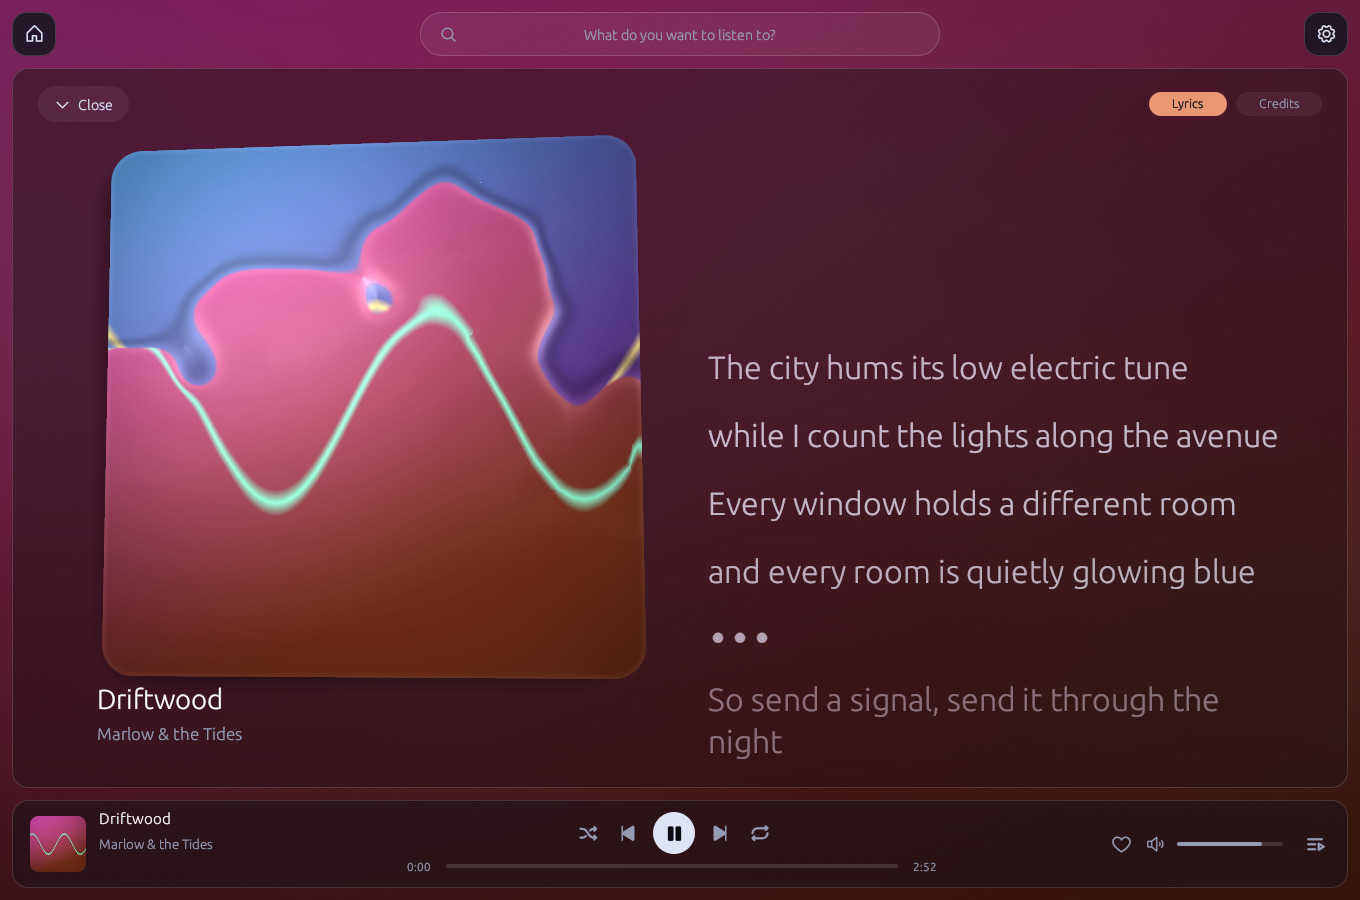 What do you want to listen to?
Close
Lyrics
Credits
The city hums its low electric tune
while I count the lights along the avenue
Every window holds a different room
and every room is quietly glowing blue
•••
So send a signal, send it through the
night
Driftwood
Marlow & the Tides
Driftwood
Marlow & the Tides
0:00
2:52